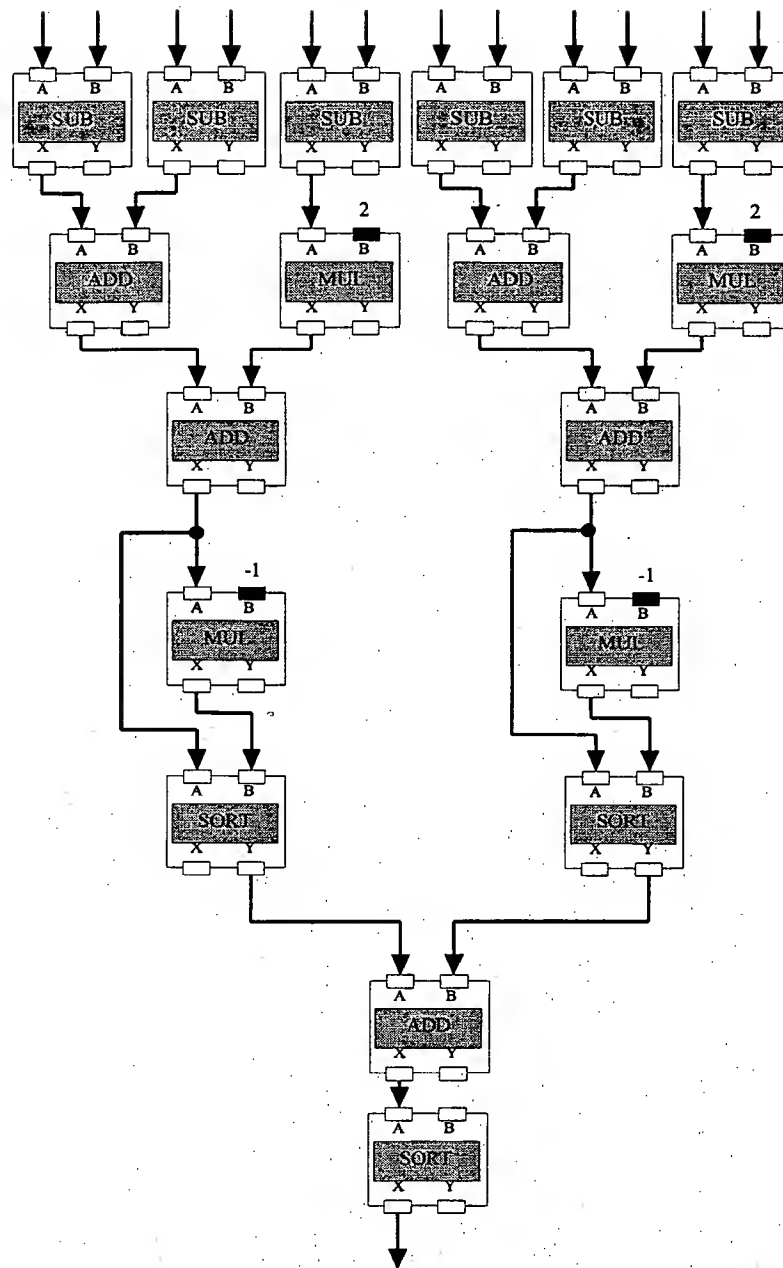 A B A B A B A B A B A B
SUB SUB SUB SUB SUB SUB
X Y X Y X Y X Y X Y X Y
2 2
A B A B A B A B
ADD MUL ADD MUL
X Y X Y X Y X Y
A B A B
ADD ADD
X Y X Y
-1 -1
A B A B
MUL MUL
X Y X Y
A B A B
SORT SORT
X Y X Y
A B
ADD
X Y
A B
SORT
X Y